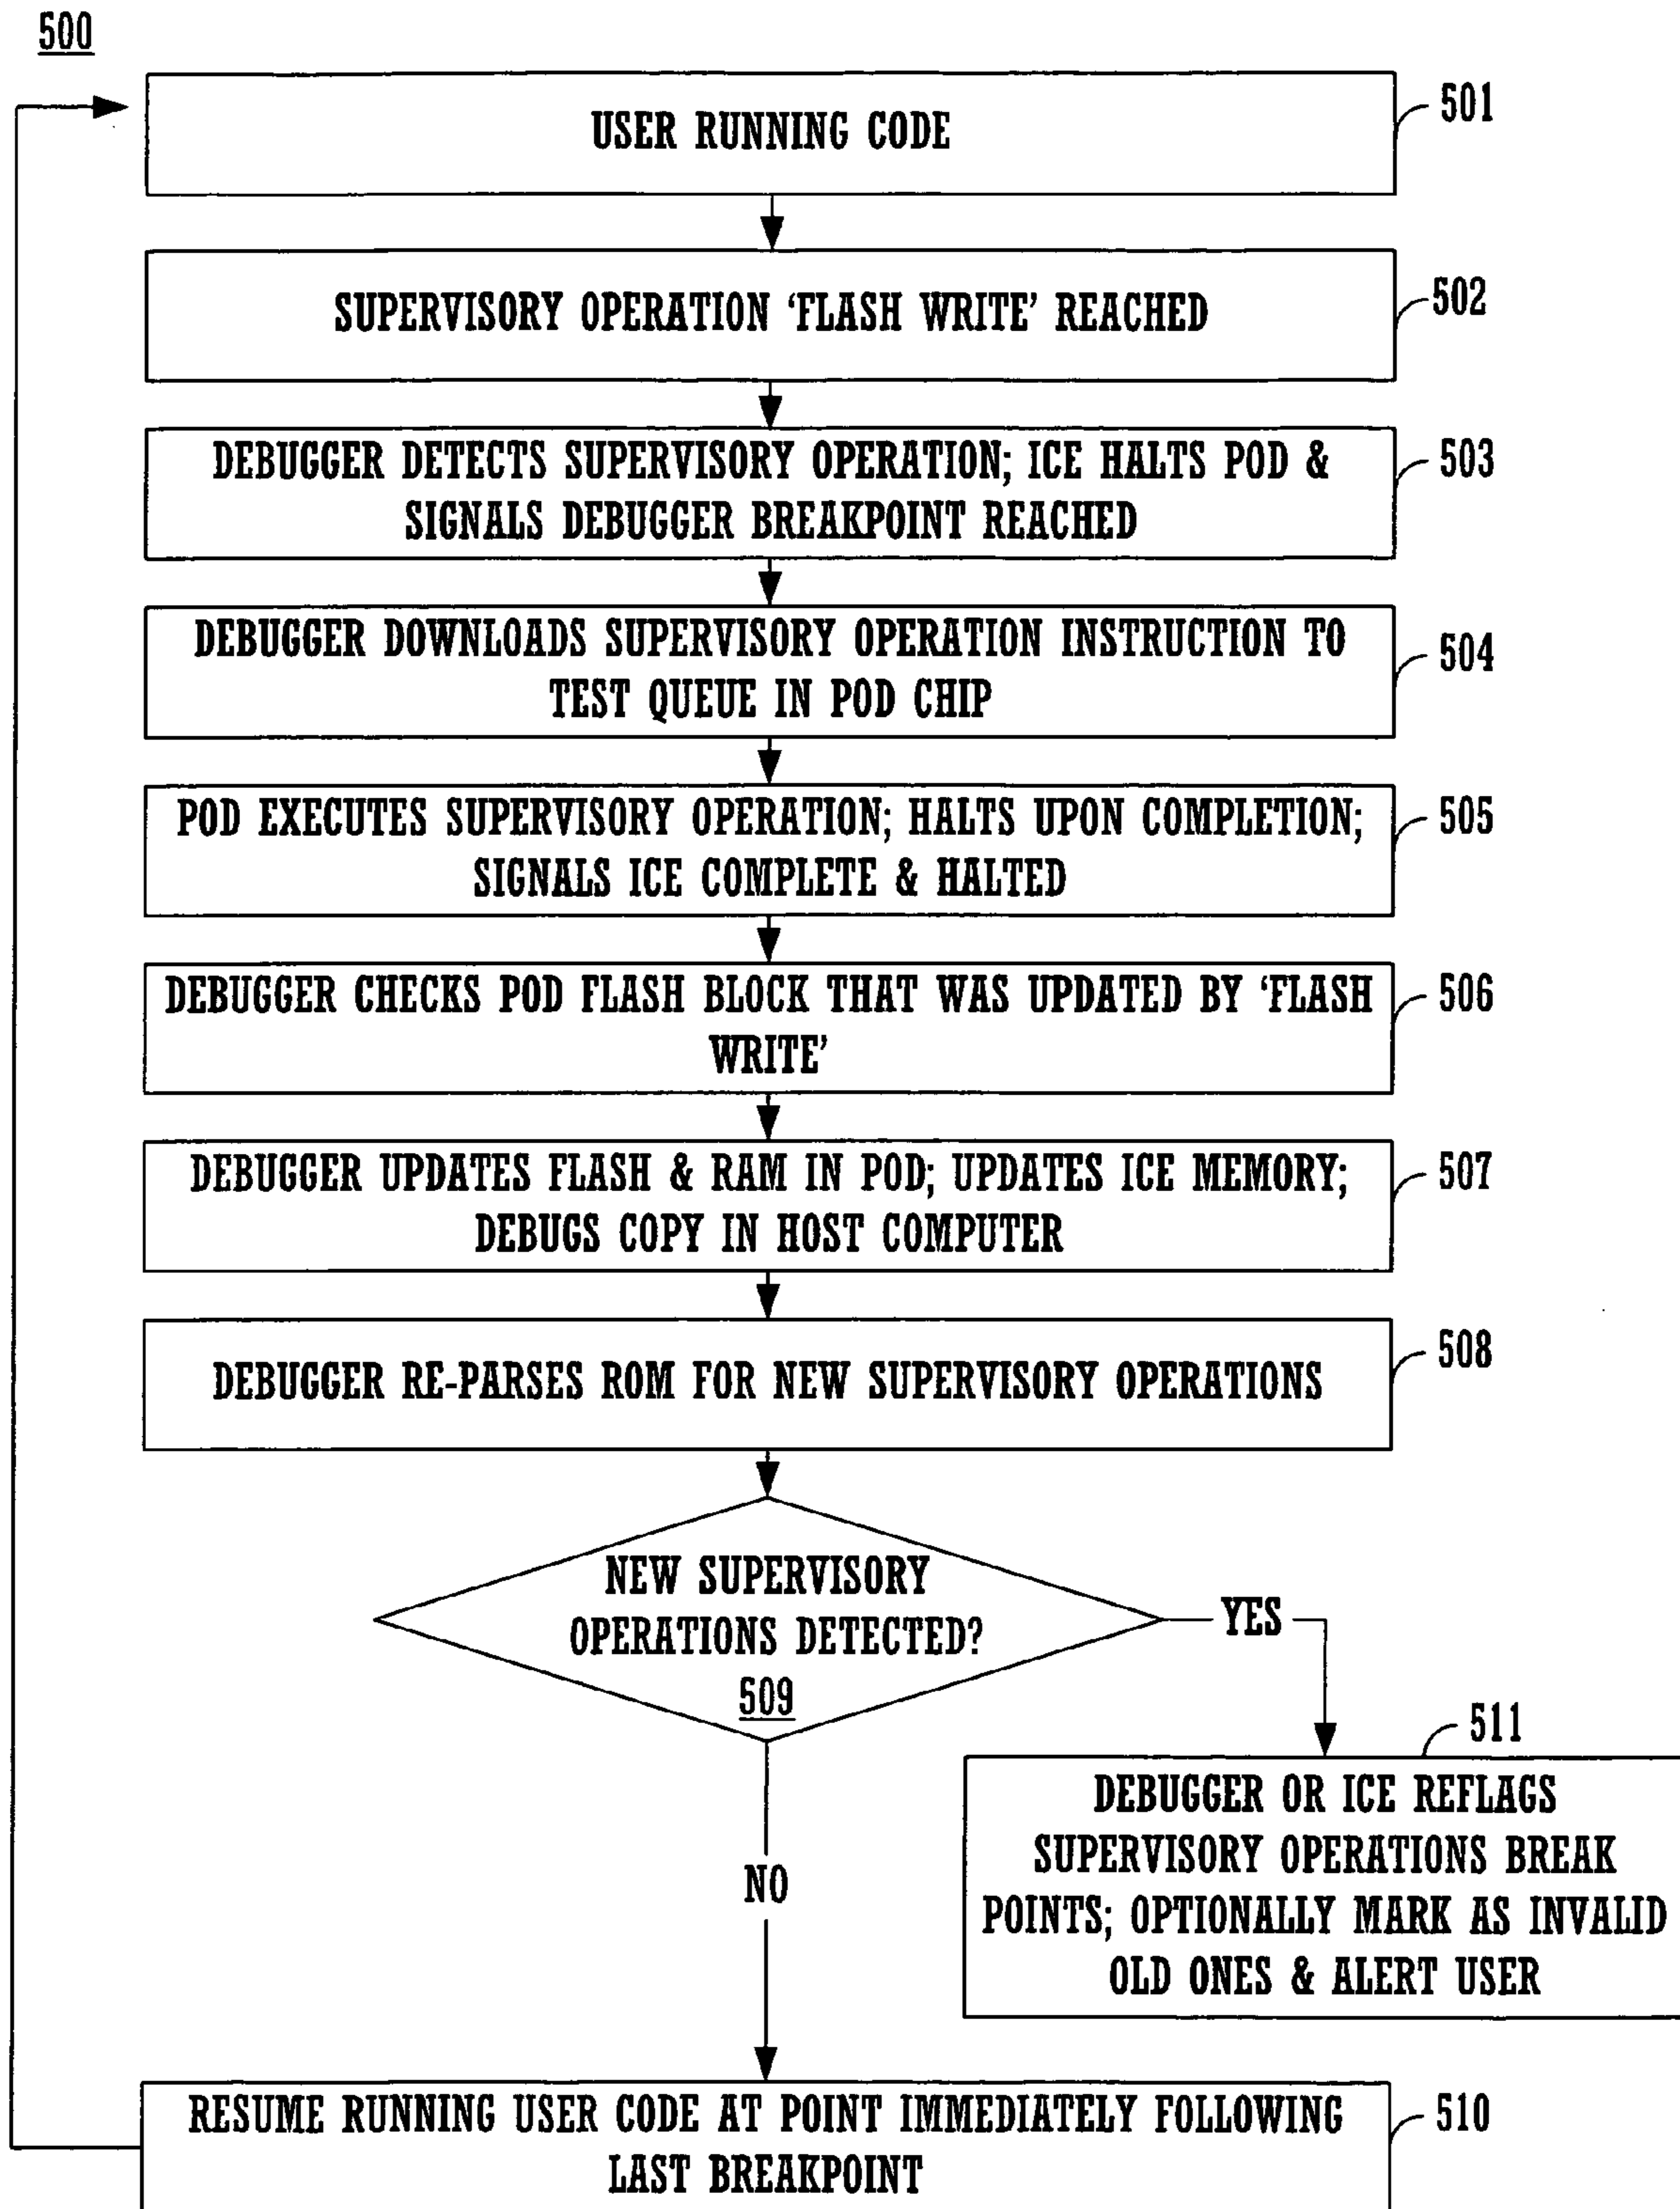 500
USER RUNNING CODE
501
SUPERVISORY OPERATION ‘FLASH WRITE’ REACHED
502
DEBUGGER DETECTS SUPERVISORY OPERATION; ICE HALTS POD &
SIGNALS DEBUGGER BREAKPOINT REACHED
503
DEBUGGER DOWNLOADS SUPERVISORY OPERATION INSTRUCTION TO
TEST QUEUE IN POD CHIP
504
POD EXECUTES SUPERVISORY OPERATION; HALTS UPON COMPLETION;
SIGNALS ICE COMPLETE & HALTED
505
DEBUGGER CHECKS POD FLASH BLOCK THAT WAS UPDATED BY ‘FLASH
WRITE’
506
DEBUGGER UPDATES FLASH & RAM IN POD; UPDATES ICE MEMORY;
DEBUGS COPY IN HOST COMPUTER
507
DEBUGGER RE-PARSES ROM FOR NEW SUPERVISORY OPERATIONS
508
NEW SUPERVISORY
OPERATIONS DETECTED?
509
YES
511
DEBUGGER OR ICE REFLAGS
SUPERVISORY OPERATIONS BREAK
POINTS; OPTIONALLY MARK AS INVALID
OLD ONES & ALERT USER
NO
RESUME RUNNING USER CODE AT POINT IMMEDIATELY FOLLOWING
LAST BREAKPOINT
510